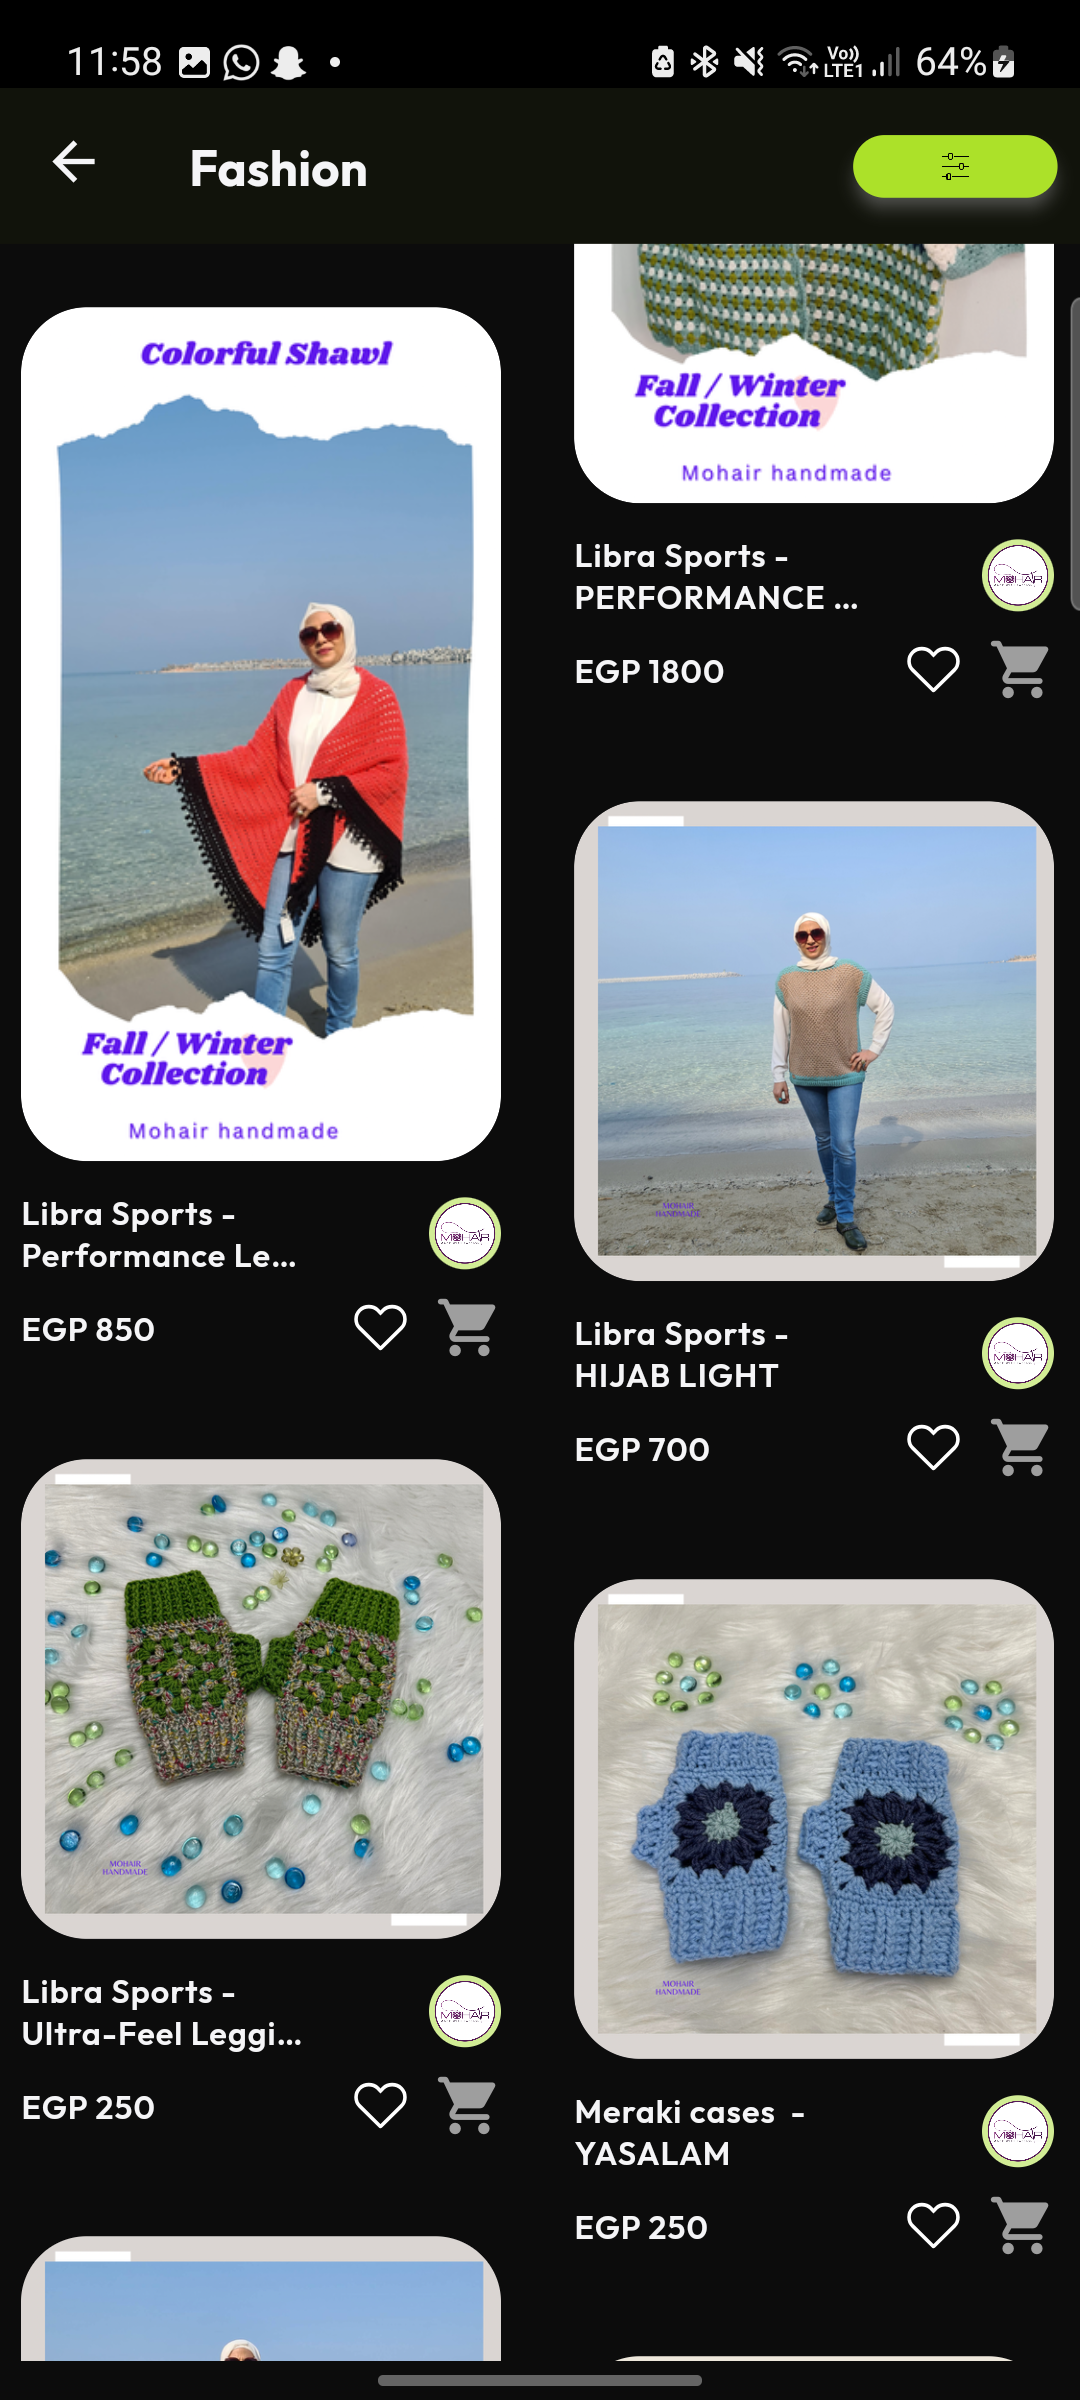 11:58
Vo))
LTE1
64%
Fashion
Colorful Shawl
Fall / Winter
Collection
Mohair handmade
Libra Sports -
Performance Le...
EGP 850
MOHAIR
HANDMADE
Libra Sports -
Ultra-Feel Leggi...
EGP 250
Fall / Winter
Collection
Mohair handmade
Libra Sports -
PERFORMANCE ...
EGP 1800
MOHAIR
HANDMADE
Libra Sports -
HIJAB LIGHT
EGP 700
MOHAIR
HANDMADE
Meraki cases -
YASALAM
EGP 250